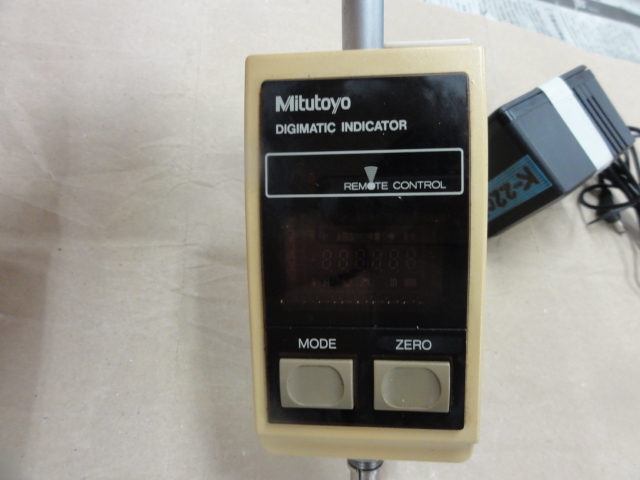 Mitutoyo
DIGIMATIC INDICATOR
REMOTE CONTROL
MODE ZERO